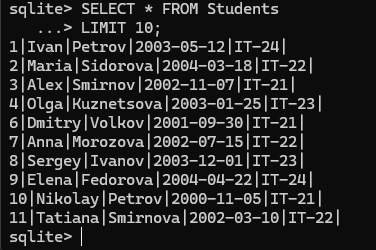 sqlite> SELECT * FROM Students
   ...> LIMIT 10;
1|Ivan|Petrov|2003-05-12|IT-24|
2|Maria|Sidorova|2004-03-18|IT-22|
3|Alex|Smirnov|2002-11-07|IT-21|
4|Olga|Kuznetsova|2003-01-25|IT-23|
6|Dmitry|Volkov|2001-09-30|IT-21|
7|Anna|Morozova|2002-07-15|IT-22|
8|Sergey|Ivanov|2003-12-01|IT-23|
9|Elena|Fedorova|2004-04-22|IT-24|
10|Nikolay|Petrov|2000-11-05|IT-21|
11|Tatiana|Smirnova|2002-03-10|IT-22|
sqlite>